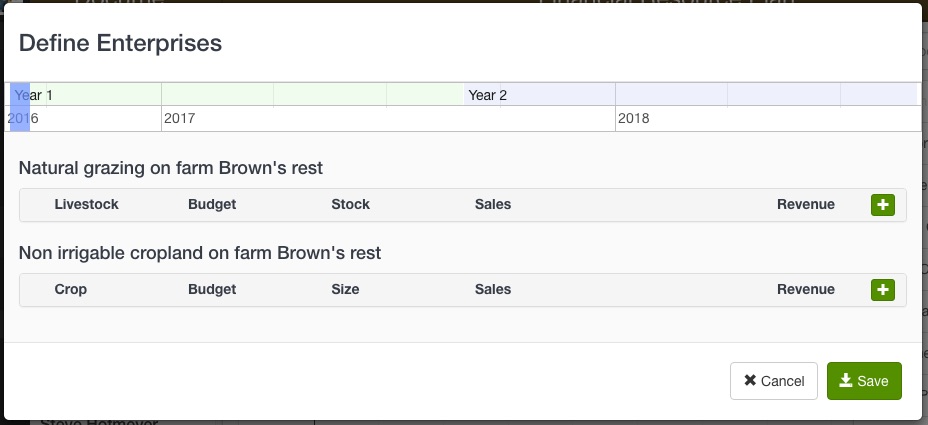 Define Enterprises
Year 1 Year 2
2016 2017 2018
Natural grazing on farm Brown's rest
Livestock Budget Stock Sales Revenue
Non irrigable cropland on farm Brown's rest
Crop Budget Size Sales Revenue
Cancel Save